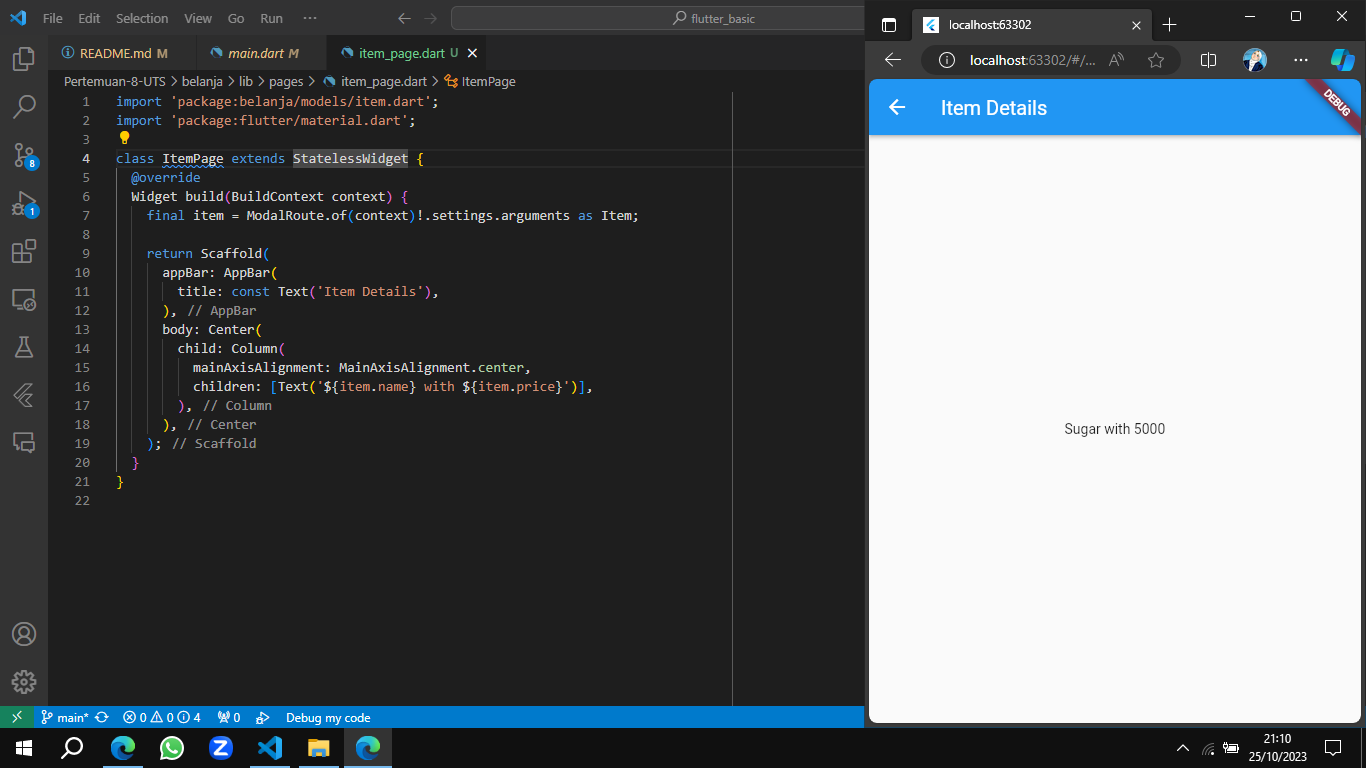 File Edit Selection View Go Run ··· flutter_basic
README.md M main.dart M item_page.dart U
Pertemuan-8-UTS > belanja > lib > pages > item_page.dart > ItemPage
1 import 'package:belanja/models/item.dart';
2 import 'package:flutter/material.dart';
3
4 class ItemPage extends StatelessWidget {
5 @override
6 Widget build(BuildContext context) {
7 final item = ModalRoute.of(context)!.settings.arguments as Item;
8
9 return Scaffold(
10 appBar: AppBar(
11 title: const Text('Item Details'),
12 ), // AppBar
13 body: Center(
14 child: Column(
15 mainAxisAlignment: MainAxisAlignment.center,
16 children: [Text('${item.name} with ${item.price}')],
17 ), // Column
18 ), // Center
19 ); // Scaffold
20 }
21 }
22
8
1
main* 0 0 4 0 Debug my code
localhost:63302
localhost:63302/#/...
Item Details
DEBUG
Sugar with 5000
21:10
25/10/2023